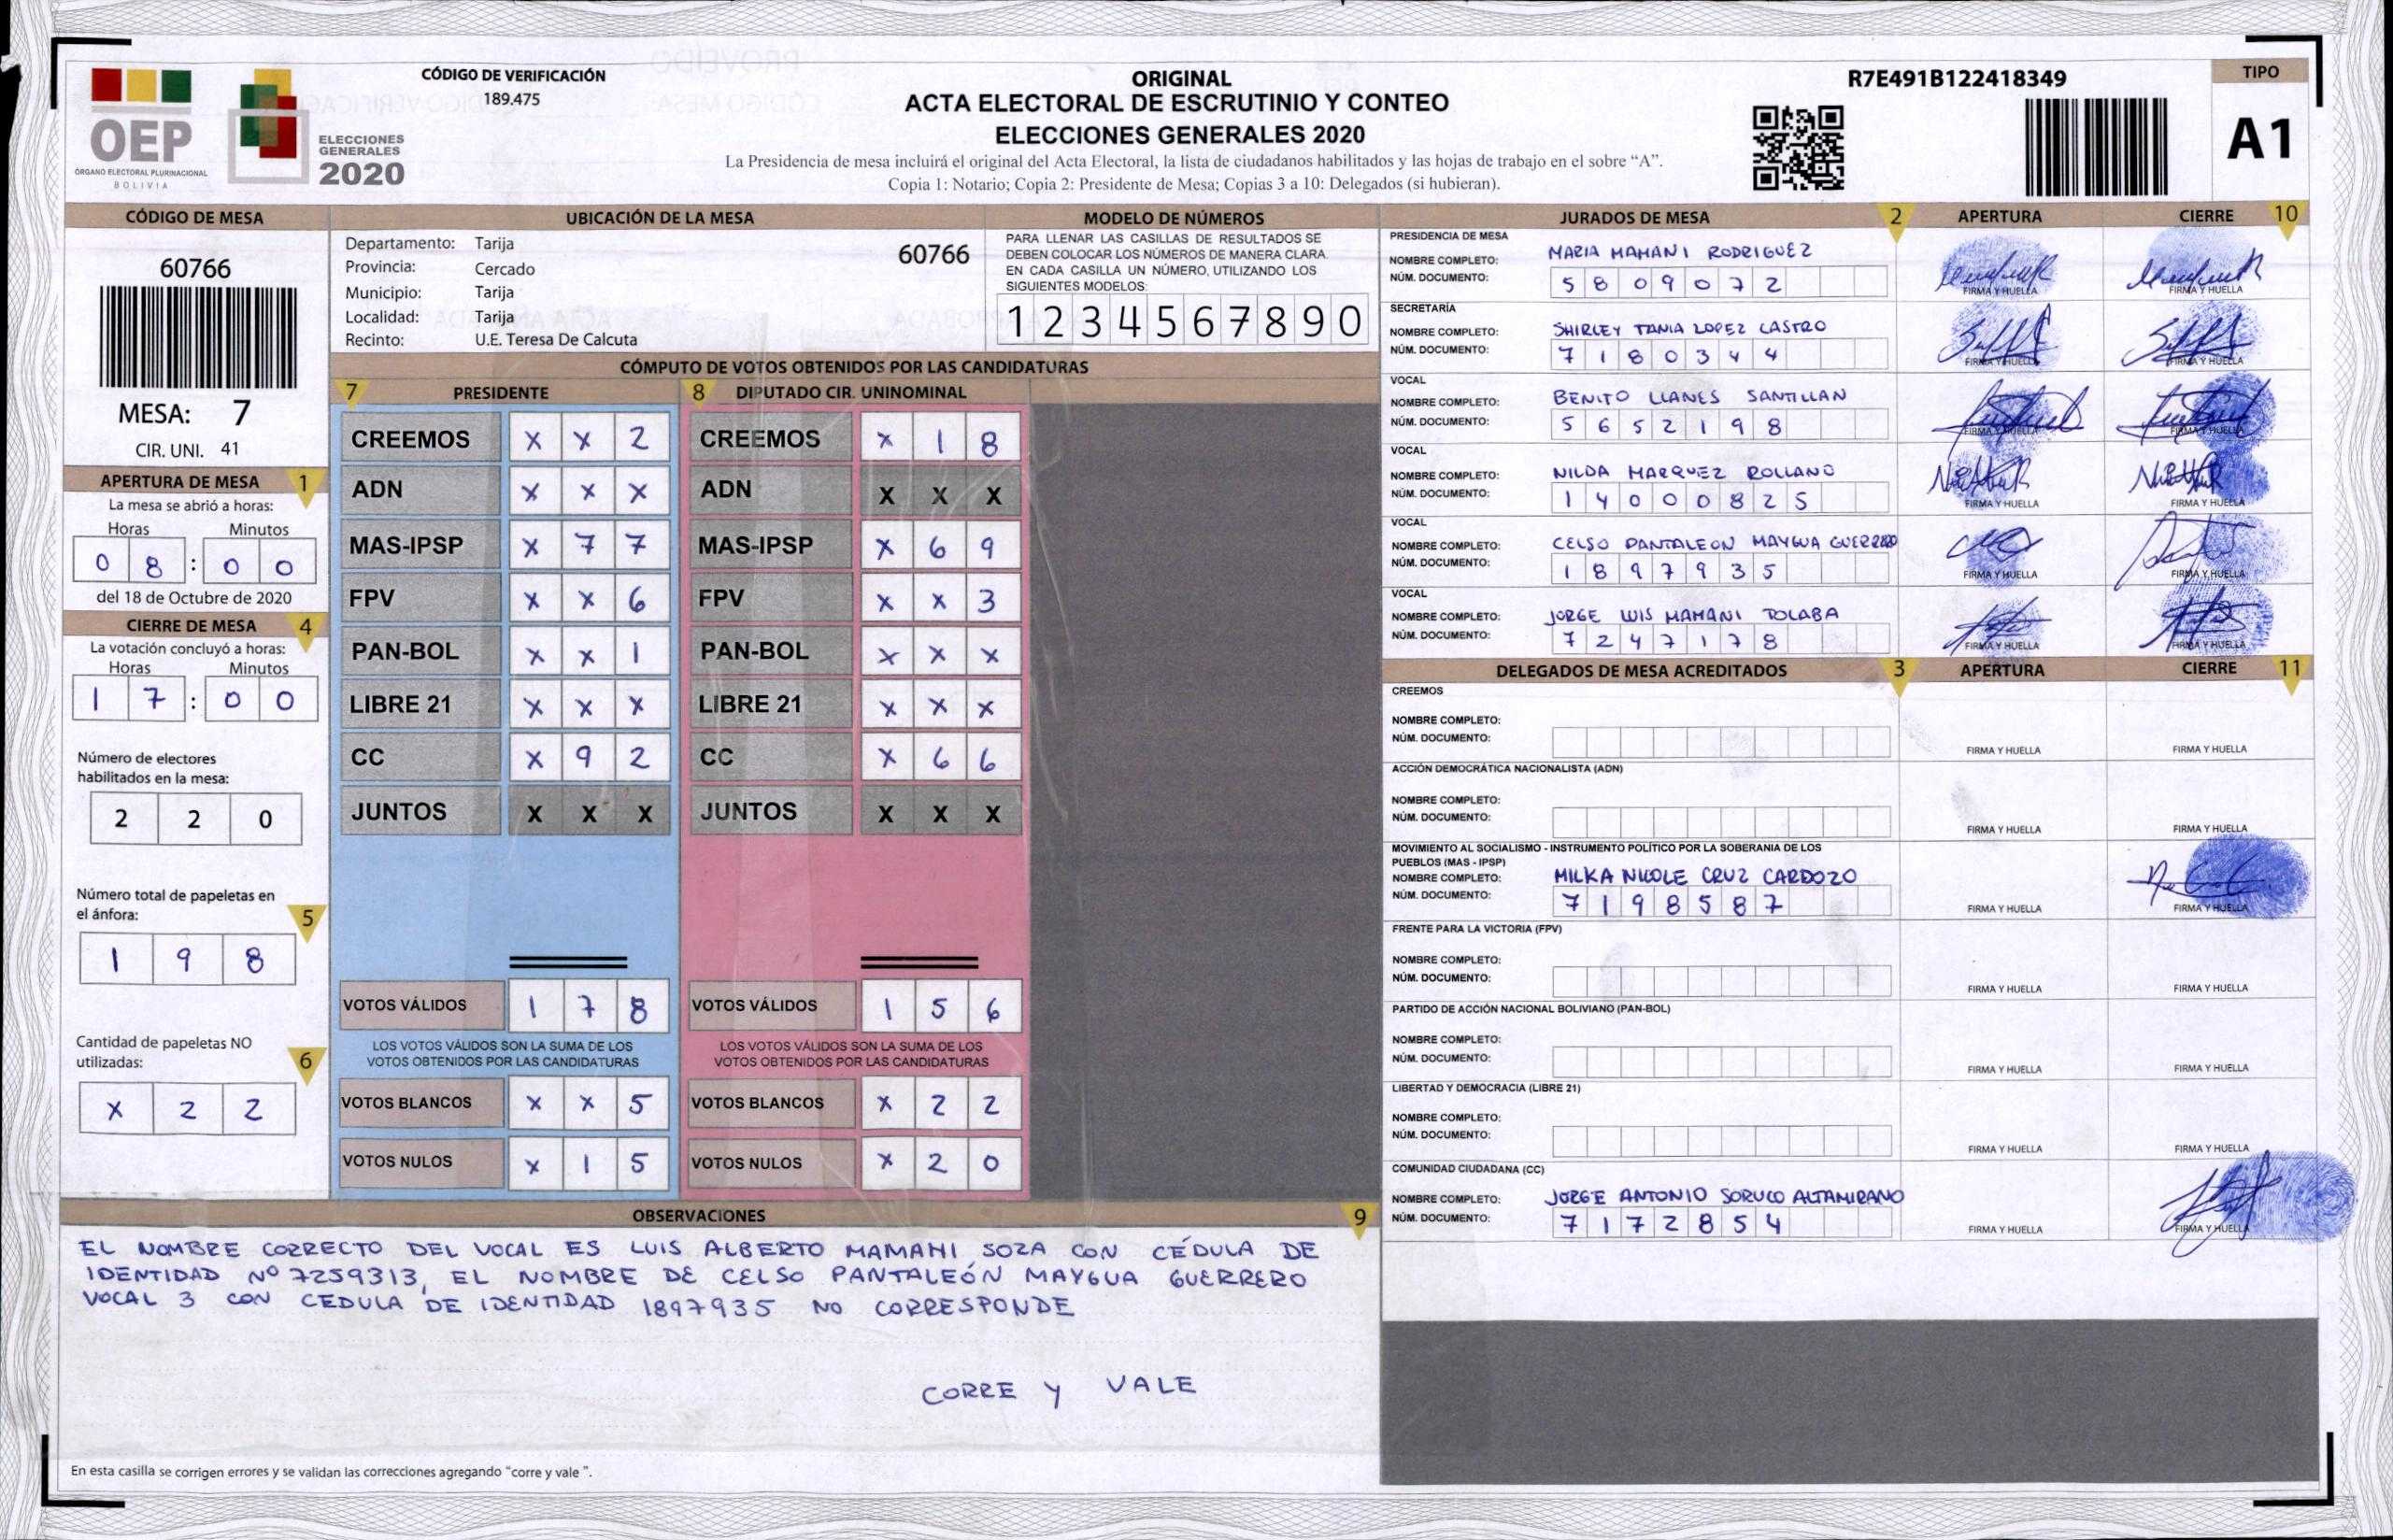 OEP
ÓRGANO ELECTORAL PLURINACIONAL
BOLIVIA
ELECCIONES
GENERALES
2020
CÓDIGO DE VERIFICACIÓN
189.475
ORIGINAL
ACTA ELECTORAL DE ESCRUTINIO Y CONTEO
ELECCIONES GENERALES 2020
La Presidencia de mesa incluirá el original del Acta Electoral, la lista de ciudadanos habilitados y las hojas de trabajo en el sobre “A”.
Copia 1: Notario; Copia 2: Presidente de Mesa; Copias 3 a 10: Delegados (si hubieran).
R7E491B122418349
TIPO
A1
CÓDIGO DE MESA
60766
MESA: 7
CIR. UNI. 41
APERTURA DE MESA 1
La mesa se abrió a horas:
Horas Minutos
0 8 : 0 0
del 18 de Octubre de 2020
CIERRE DE MESA 4
La votación concluyó a horas:
Horas Minutos
1 7 : 0 0
Número de electores
habilitados en la mesa:
2 2 0
Número total de papeletas en
el ánfora:
5
1 9 8
Cantidad de papeletas NO
utilizadas:
6
X 2 2
UBICACIÓN DE LA MESA
Departamento: Tarija
60766
Provincia: Cercado
Municipio: Tarija
Localidad: Tarija
Recinto: U.E. Teresa De Calcuta
MODELO DE NÚMEROS
PARA LLENAR LAS CASILLAS DE RESULTADOS SE
DEBEN COLOCAR LOS NÚMEROS DE MANERA CLARA.
EN CADA CASILLA UN NÚMERO, UTILIZANDO LOS
SIGUIENTES MODELOS:
1 2 3 4 5 6 7 8 9 0
CÓMPUTO DE VOTOS OBTENIDOS POR LAS CANDIDATURAS
7 PRESIDENTE
CREEMOS X X 2
ADN X X X
MAS-IPSP X 7 7
FPV X X 6
PAN-BOL X X 1
LIBRE 21 X X X
CC X 9 2
JUNTOS X X X
VOTOS VÁLIDOS 1 7 8
LOS VOTOS VÁLIDOS SON LA SUMA DE LOS
VOTOS OBTENIDOS POR LAS CANDIDATURAS
VOTOS BLANCOS X X 5
VOTOS NULOS X 1 5
8 DIPUTADO CIR. UNINOMINAL
CREEMOS X 1 8
ADN X X X
MAS-IPSP X 6 9
FPV X X 3
PAN-BOL X X X
LIBRE 21 X X X
CC X 6 6
JUNTOS X X X
VOTOS VÁLIDOS 1 5 6
LOS VOTOS VÁLIDOS SON LA SUMA DE LOS
VOTOS OBTENIDOS POR LAS CANDIDATURAS
VOTOS BLANCOS X 2 2
VOTOS NULOS X 2 0
OBSERVACIONES 9
EL NOMBRE CORRECTO DEL VOCAL ES LUIS ALBERTO MAMANI SOZA CON CÉDULA DE
IDENTIDAD Nº 7259313, EL NOMBRE DE CELSO PANTALEÓN MAYGUA GUERRERO
VOCAL 3 CON CEDULA DE IDENTIDAD 1897935 NO CORRESPONDE
CORRE Y VALE
En esta casilla se corrigen errores y se validan las correcciones agregando “corre y vale ”.
JURADOS DE MESA 2 APERTURA CIERRE 10
PRESIDENCIA DE MESA
NOMBRE COMPLETO: MARIA MAMANI RODRIGUEZ
NÚM. DOCUMENTO: 5 8 0 9 0 7 2
FIRMA Y HUELLA FIRMA Y HUELLA
SECRETARÍA
NOMBRE COMPLETO: SHIRLEY TANIA LOPEZ CASTRO
NÚM. DOCUMENTO: 7 1 8 0 3 4 4
FIRMA Y HUELLA FIRMA Y HUELLA
VOCAL
NOMBRE COMPLETO: BENITO LLANES SANTILLAN
NÚM. DOCUMENTO: 5 6 5 2 1 9 8
FIRMA Y HUELLA FIRMA Y HUELLA
VOCAL
NOMBRE COMPLETO: NILDA MARQUEZ ROLLANO
NÚM. DOCUMENTO: 1 4 0 0 0 8 2 5
FIRMA Y HUELLA FIRMA Y HUELLA
VOCAL
NOMBRE COMPLETO: CELSO PANTALEON MAYGUA GUERRERO
NÚM. DOCUMENTO: 1 8 9 7 9 3 5
FIRMA Y HUELLA FIRMA Y HUELLA
VOCAL
NOMBRE COMPLETO: JORGE LUIS MAMANI TOLABA
NÚM. DOCUMENTO: 7 2 4 7 1 7 8
FIRMA Y HUELLA FIRMA Y HUELLA
DELEGADOS DE MESA ACREDITADOS 3 APERTURA CIERRE 11
CREEMOS
NOMBRE COMPLETO:
NÚM. DOCUMENTO:
FIRMA Y HUELLA FIRMA Y HUELLA
ACCIÓN DEMOCRÁTICA NACIONALISTA (ADN)
NOMBRE COMPLETO:
NÚM. DOCUMENTO:
FIRMA Y HUELLA FIRMA Y HUELLA
MOVIMIENTO AL SOCIALISMO - INSTRUMENTO POLÍTICO POR LA SOBERANIA DE LOS
PUEBLOS (MAS - IPSP)
NOMBRE COMPLETO: MILKA NICOLE CRUZ CARDOZO
NÚM. DOCUMENTO: 7 1 9 8 5 8 7
FIRMA Y HUELLA FIRMA Y HUELLA
FRENTE PARA LA VICTORIA (FPV)
NOMBRE COMPLETO:
NÚM. DOCUMENTO:
FIRMA Y HUELLA FIRMA Y HUELLA
PARTIDO DE ACCIÓN NACIONAL BOLIVIANO (PAN-BOL)
NOMBRE COMPLETO:
NÚM. DOCUMENTO:
FIRMA Y HUELLA FIRMA Y HUELLA
LIBERTAD Y DEMOCRACIA (LIBRE 21)
NOMBRE COMPLETO:
NÚM. DOCUMENTO:
FIRMA Y HUELLA FIRMA Y HUELLA
COMUNIDAD CIUDADANA (CC)
NOMBRE COMPLETO: JORGE ANTONIO SORUCO ALTAMIRANO
NÚM. DOCUMENTO: 7 1 7 2 8 5 4
FIRMA Y HUELLA FIRMA Y HUELLA